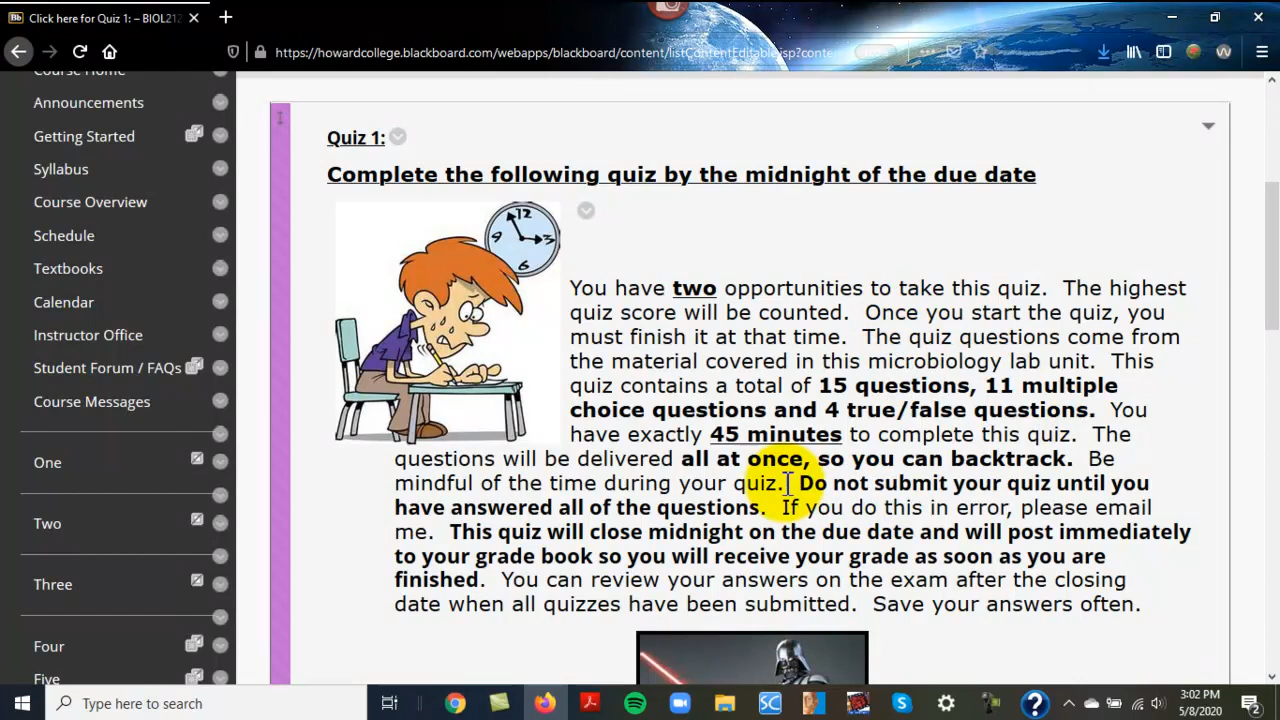 Click here for Quiz 1: – BIOL212
https://howardcollege.blackboard.com/webapps/blackboard/content/listContentEditable.jsp?conte
Course Home
Announcements
Getting Started
Syllabus
Course Overview
Schedule
Textbooks
Calendar
Instructor Office
Student Forum / FAQs
Course Messages
One
Two
Three
Four
Five
Quiz 1:
Complete the following quiz by the midnight of the due date
12
3
6
9
You have two opportunities to take this quiz. The highest
quiz score will be counted. Once you start the quiz, you
must finish it at that time. The quiz questions come from
the material covered in this microbiology lab unit. This
quiz contains a total of 15 questions, 11 multiple
choice questions and 4 true/false questions. You
have exactly 45 minutes to complete this quiz. The
questions will be delivered all at once, so you can backtrack. Be
mindful of the time during your quiz. Do not submit your quiz until you
have answered all of the questions. If you do this in error, please email
me. This quiz will close midnight on the due date and will post immediately
to your grade book so you will receive your grade as soon as you are
finished. You can review your answers on the exam after the closing
date when all quizzes have been submitted. Save your answers often.
Type here to search
3:02 PM
5/8/2020
2